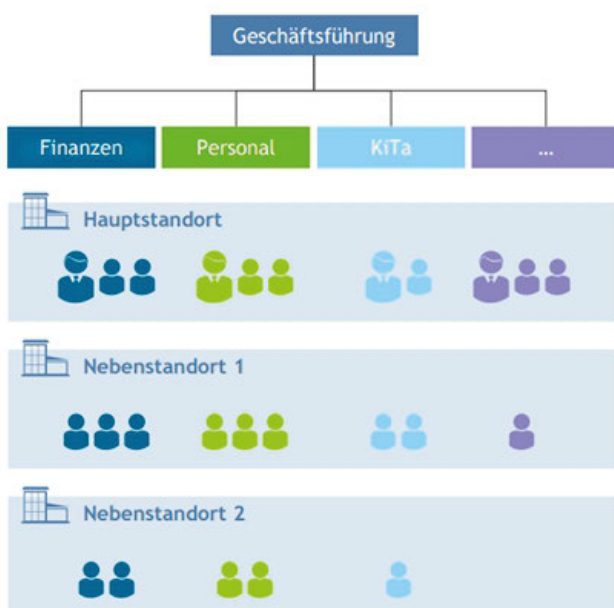 Geschäftsführung
Finanzen
Personal
KiTa
...
Hauptstandort
Nebenstandort 1
Nebenstandort 2